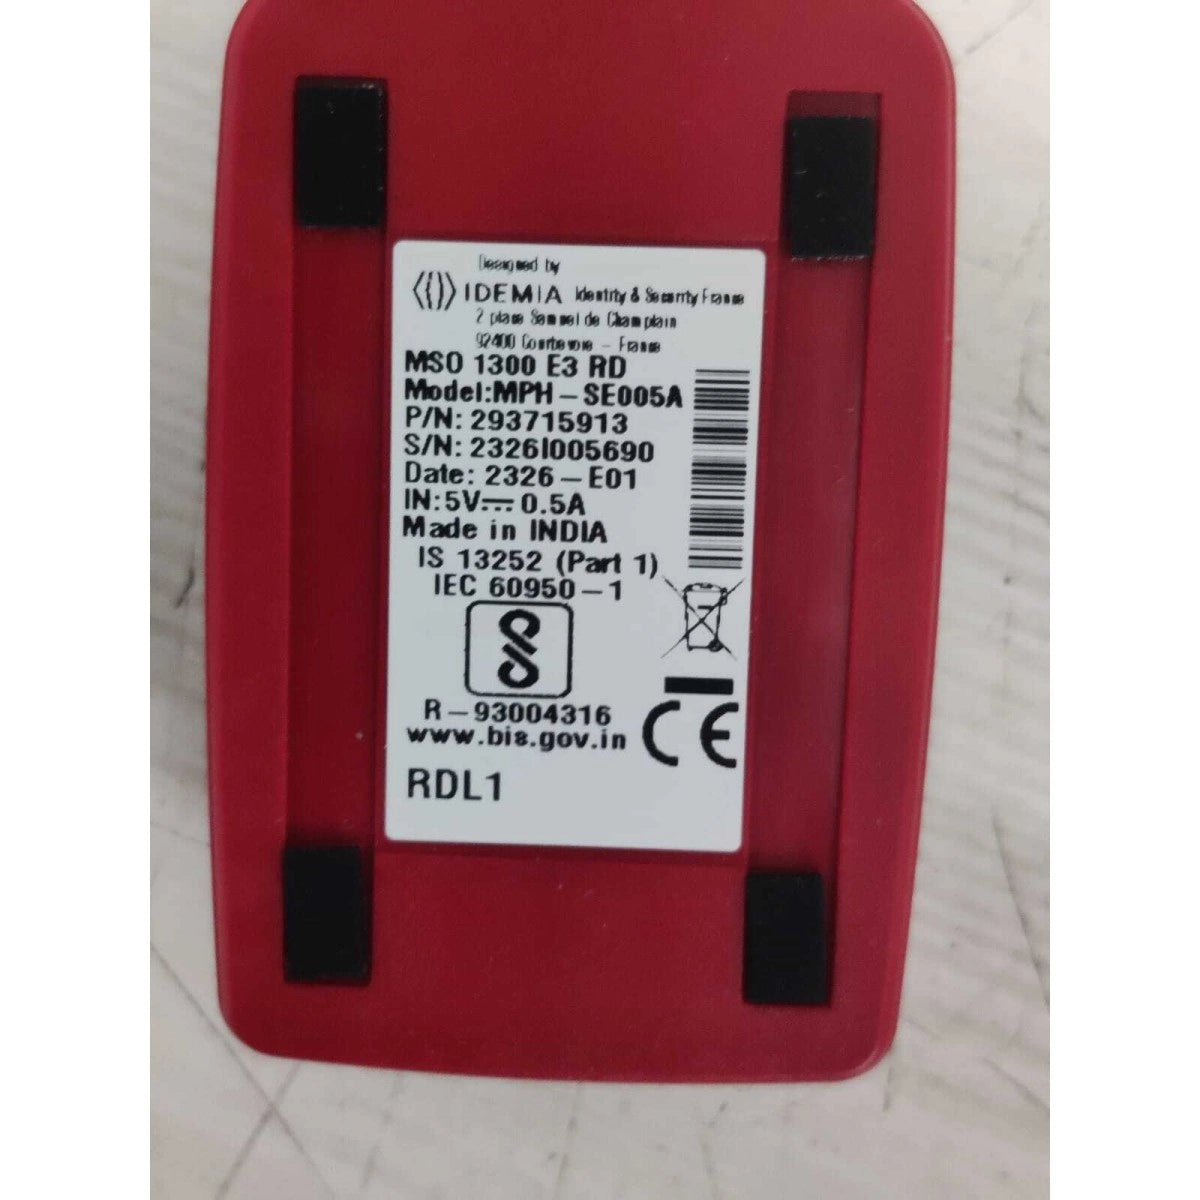 Designed by
IDEMIA Identity & Security France
2 place Samuel de Champlain
92400 Courbevoie - France
MSO 1300 E3 RD
Model:MPH-SE005A
P/N: 293715913
S/N: 2326I005690
Date: 2326-E01
IN:5V⎓0.5A
Made in INDIA
IS 13252 (Part 1)
IEC 60950-1
R-93004316
www.bis.gov.in
CE
RDL1